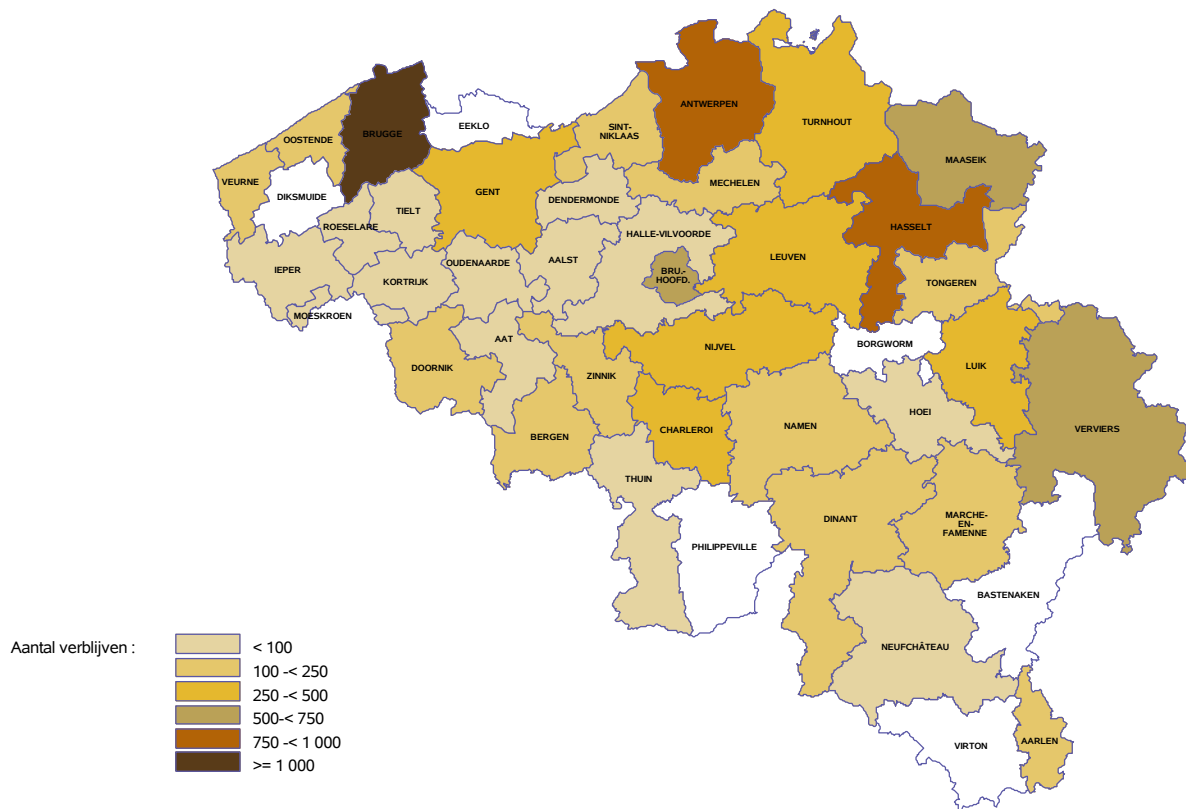 ANTWERPEN
TURNHOUT
SINT-
NIKLAAS
EEKLO
BRUGGE
OOSTENDE
MAASEIK
VEURNE
MECHELEN
GENT
DIKSMUIDE
DENDERMONDE
TIELT
ROESELARE
HASSELT
HALLE-VILVOORDE
LEUVEN
AALST
OUDENAARDE
IEPER
BRU.-
HOOFD.
KORTRIJK
TONGEREN
MOESKROEN
AAT
BORGWORM
NIJVEL
DOORNIK
LUIK
ZINNIK
HOEI
NAMEN
CHARLEROI
VERVIERS
BERGEN
THUIN
MARCHE-
EN-
FAMENNE
DINANT
PHILIPPEVILLE
BASTENAKEN
NEUFCHÂTEAU
AARLEN
VIRTON
Aantal verblijven :
< 100
100 -< 250
250 -< 500
500-< 750
750 -< 1 000
>= 1 000